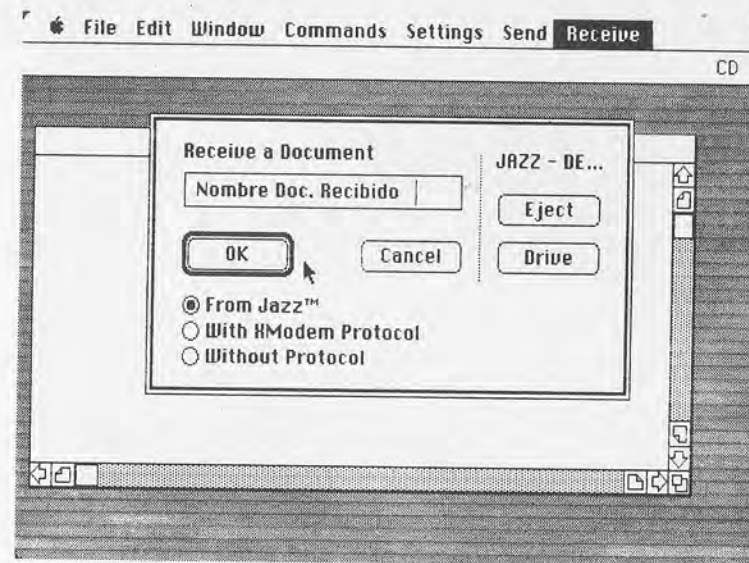 File Edit Window Commands Settings Send Receive
CD
Receive a Document
Nombre Doc. Recibido
OK
Cancel
From Jazz™
With XModem Protocol
Without Protocol
JAZZ - DE...
Eject
Drive